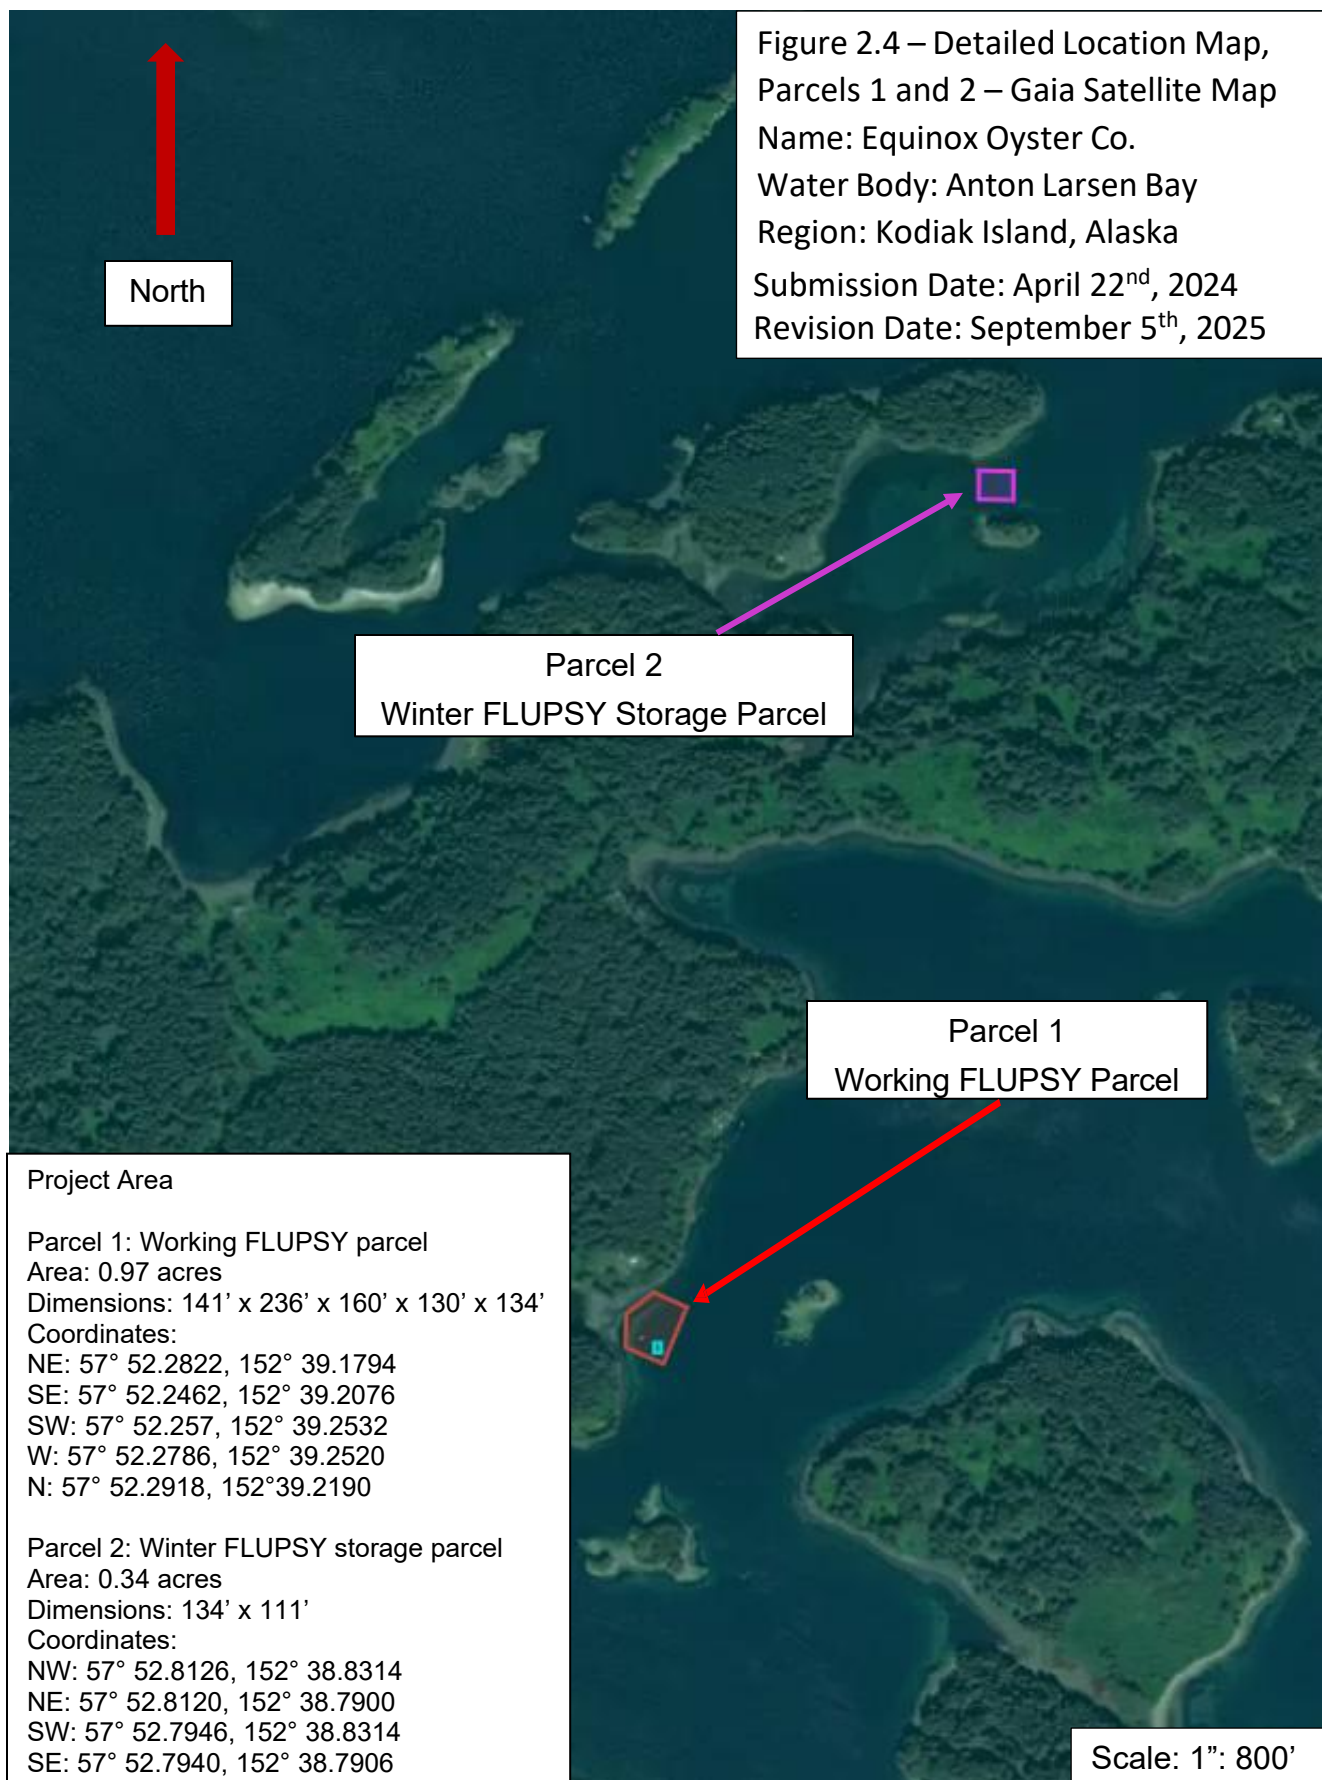 Figure 2.4 – Detailed Location Map,
Parcels 1 and 2 – Gaia Satellite Map
Name: Equinox Oyster Co.
Water Body: Anton Larsen Bay
Region: Kodiak Island, Alaska
Submission Date: April 22nd, 2024
Revision Date: September 5th, 2025
North
Parcel 2
Winter FLUPSY Storage Parcel
Parcel 1
Working FLUPSY Parcel
Project Area
Parcel 1: Working FLUPSY parcel
Area: 0.97 acres
Dimensions: 141’ x 236’ x 160’ x 130’ x 134’
Coordinates:
NE: 57° 52.2822, 152° 39.1794
SE: 57° 52.2462, 152° 39.2076
SW: 57° 52.257, 152° 39.2532
W: 57° 52.2786, 152° 39.2520
N: 57° 52.2918, 152°39.2190
Parcel 2: Winter FLUPSY storage parcel
Area: 0.34 acres
Dimensions: 134’ x 111’
Coordinates:
NW: 57° 52.8126, 152° 38.8314
NE: 57° 52.8120, 152° 38.7900
SW: 57° 52.7946, 152° 38.8314
SE: 57° 52.7940, 152° 38.7906
Scale: 1”: 800’